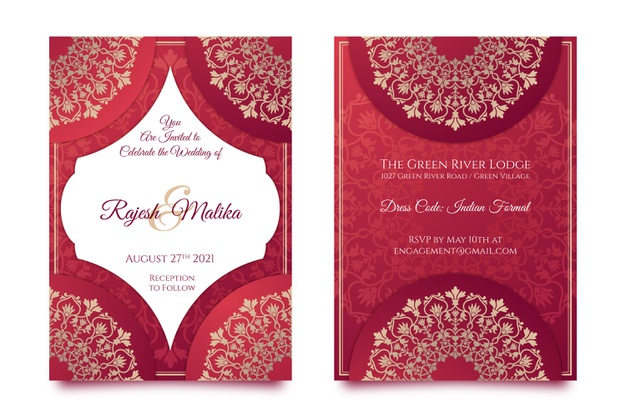 You
Are Invited to
Celebrate the Wedding of
&
Rajesh Malika
August 27th 2021
Reception
to Follow
The Green River Lodge
1027 Green River Road / Green Village
Dress Code: Indian Formal
RSVP by May 10th at
engagement@gmail.com